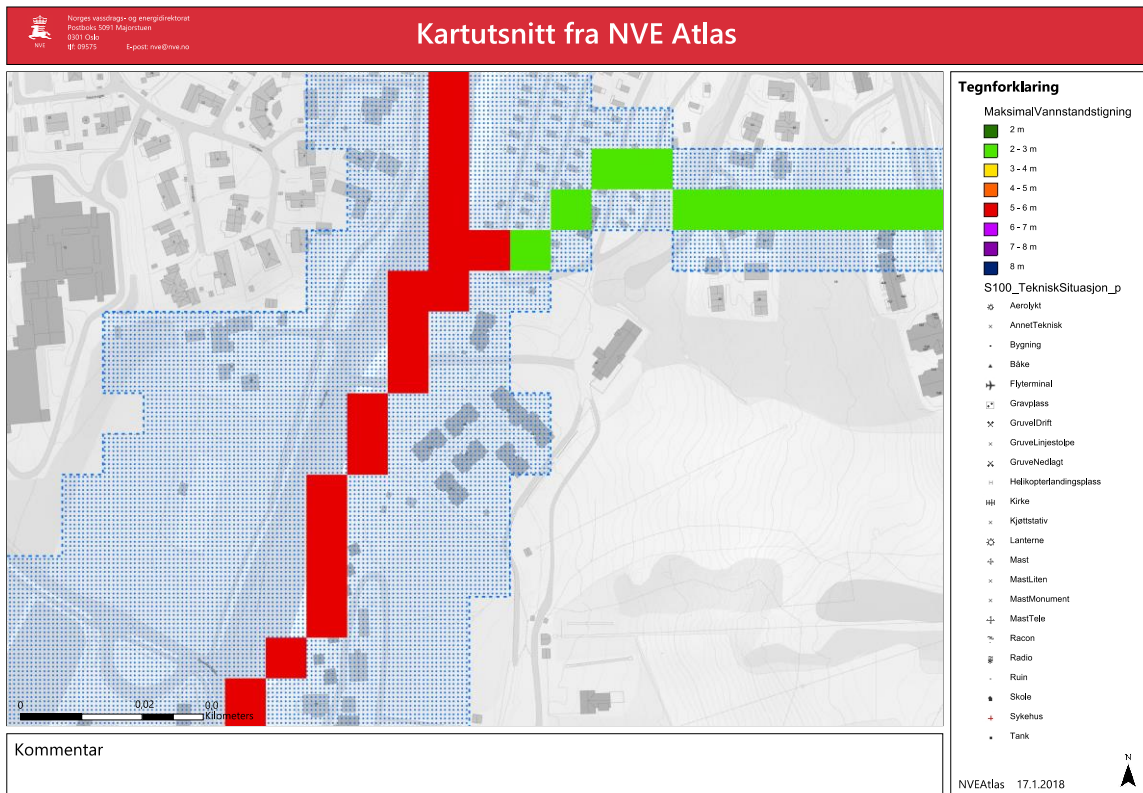 Norges vassdrags- og energidirektorat
Postboks 5091 Majorstuen
0301 Oslo
tlf: 09575 E-post: nve@nve.no
NVE
Kartutsnitt fra NVE Atlas
Tegnforklaring
MaksimalVannstandstigning
2 m
2 - 3 m
3 - 4 m
4 - 5 m
5 - 6 m
6 - 7 m
7 - 8 m
8 m
S100_TekniskSituasjon_p
Aerolykt
AnnetTeknisk
Bygning
Båke
Flyterminal
Gravplass
GruveIDrift
GruveLinjestolpe
GruveNedlagt
Helikopterlandingsplass
Kirke
Kjøttstativ
Lanterne
Mast
MastLiten
MastMonument
MastTele
Racon
Radio
Ruin
Skole
Sykehus
Tank
0 0,02 0,0
Kilometers
Kommentar
N
NVEAtlas 17.1.2018